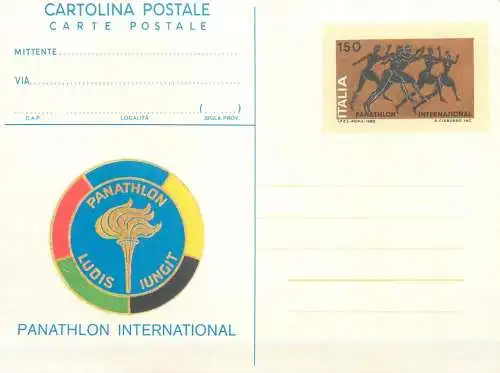 CARTOLINA POSTALE
CARTE POSTALE
MITTENTE
VIA
(        )
C.A.P.
LOCALITÀ
SIGLA PROV.
150
ITALIA
PANATHLON INTERNATIONAL
PANATHLON
LUDIS IUNGIT
PANATHLON INTERNATIONAL